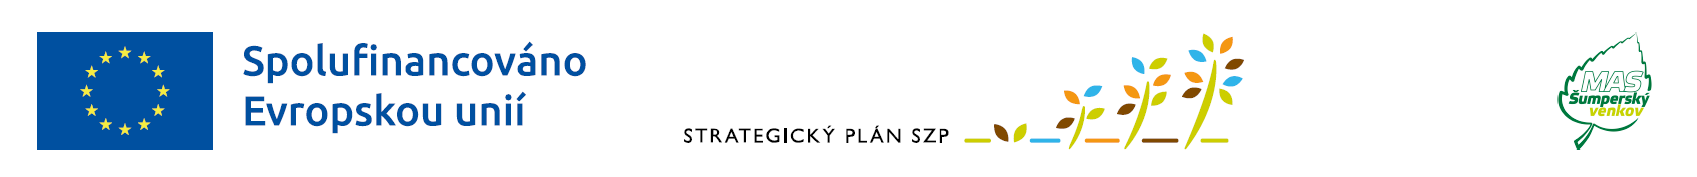 Spolufinancováno
Evropskou unií
STRATEGICKÝ PLÁN SZP
MAS
Šumperský
venkov